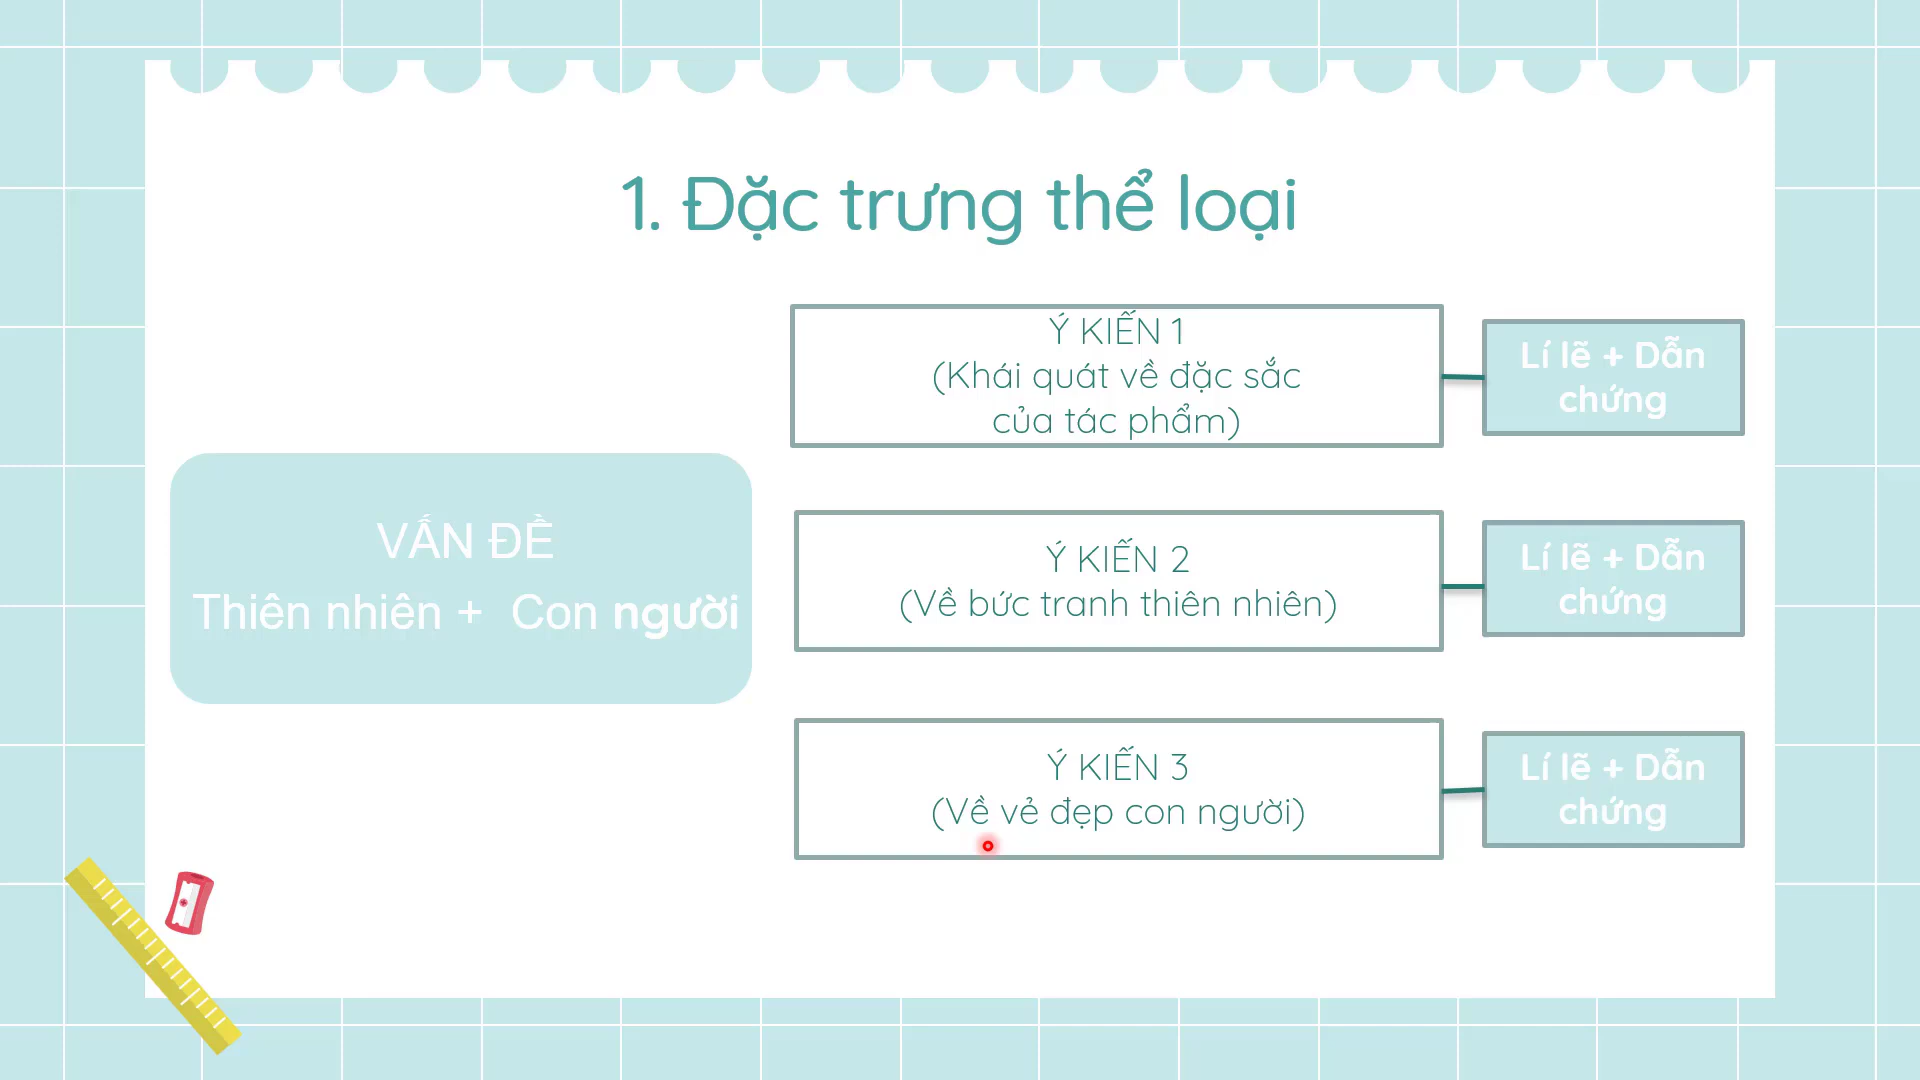 1. Đặc trưng thể loại
VẤN ĐỀ
Thiên nhiên + Con người
Ý KIẾN 1
(Khái quát về đặc sắc
của tác phẩm)
Lí lẽ + Dẫn
chứng
Ý KIẾN 2
(Về bức tranh thiên nhiên)
Lí lẽ + Dẫn
chứng
Ý KIẾN 3
(Về vẻ đẹp con người)
Lí lẽ + Dẫn
chứng